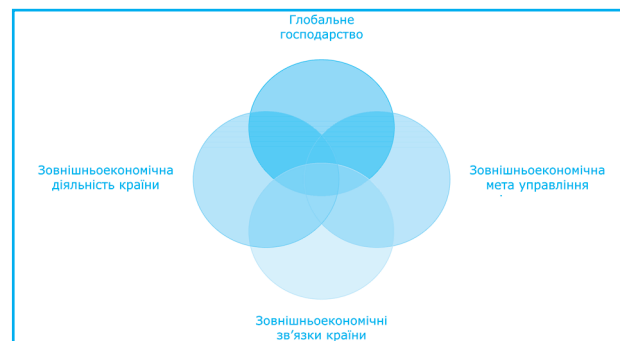 Глобальне
господарство
Зовнішньоекономічна
діяльність країни
Зовнішньоекономічна
мета управління
Зовнішньоекономічні
зв’язки країни